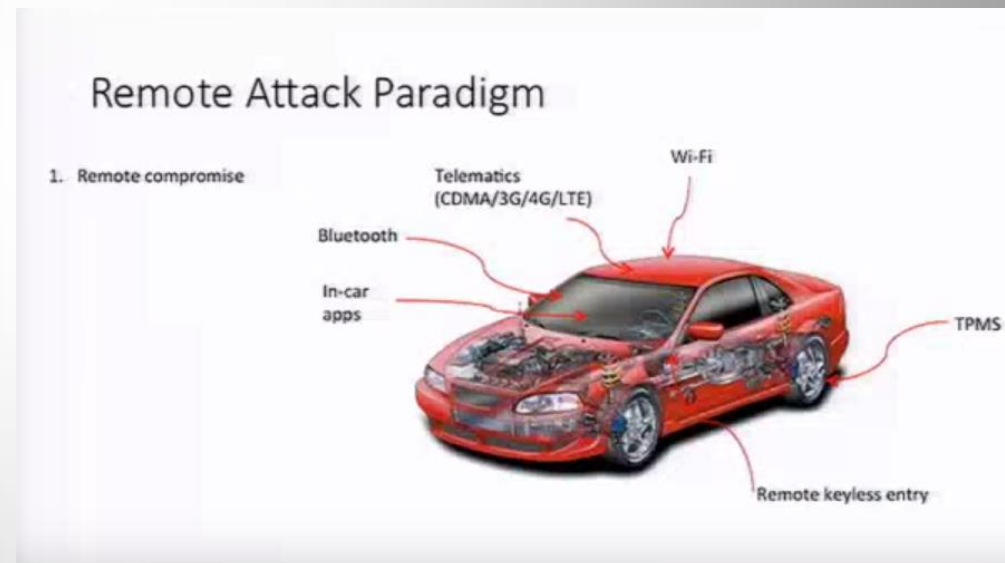 Remote Attack Paradigm
1. Remote compromise
Wi-Fi
Telematics
(CDMA/3G/4G/LTE)
Bluetooth
In-car
apps
TPMS
Remote keyless entry